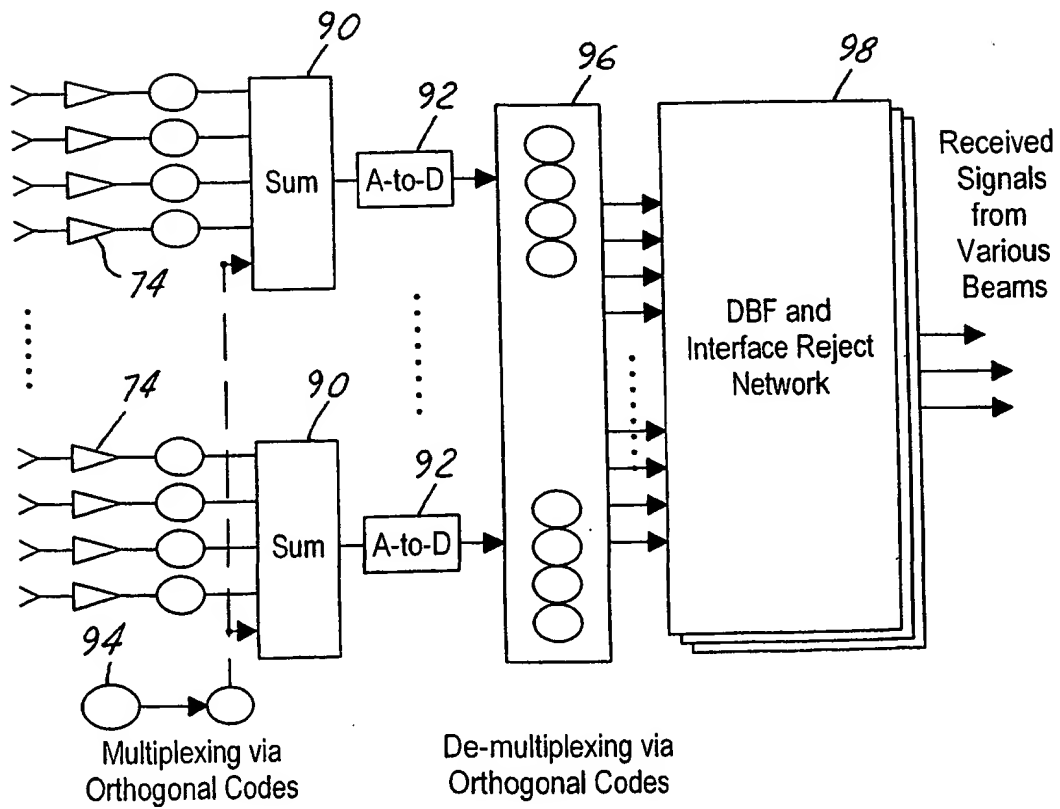 90
96
98
92
Received
Signals
from
Various
Beams
Sum
A-to-D
74
DBF and
Interface Reject
Network
74
90
92
Sum
A-to-D
94
Multiplexing via
Orthogonal Codes
De-multiplexing via
Orthogonal Codes